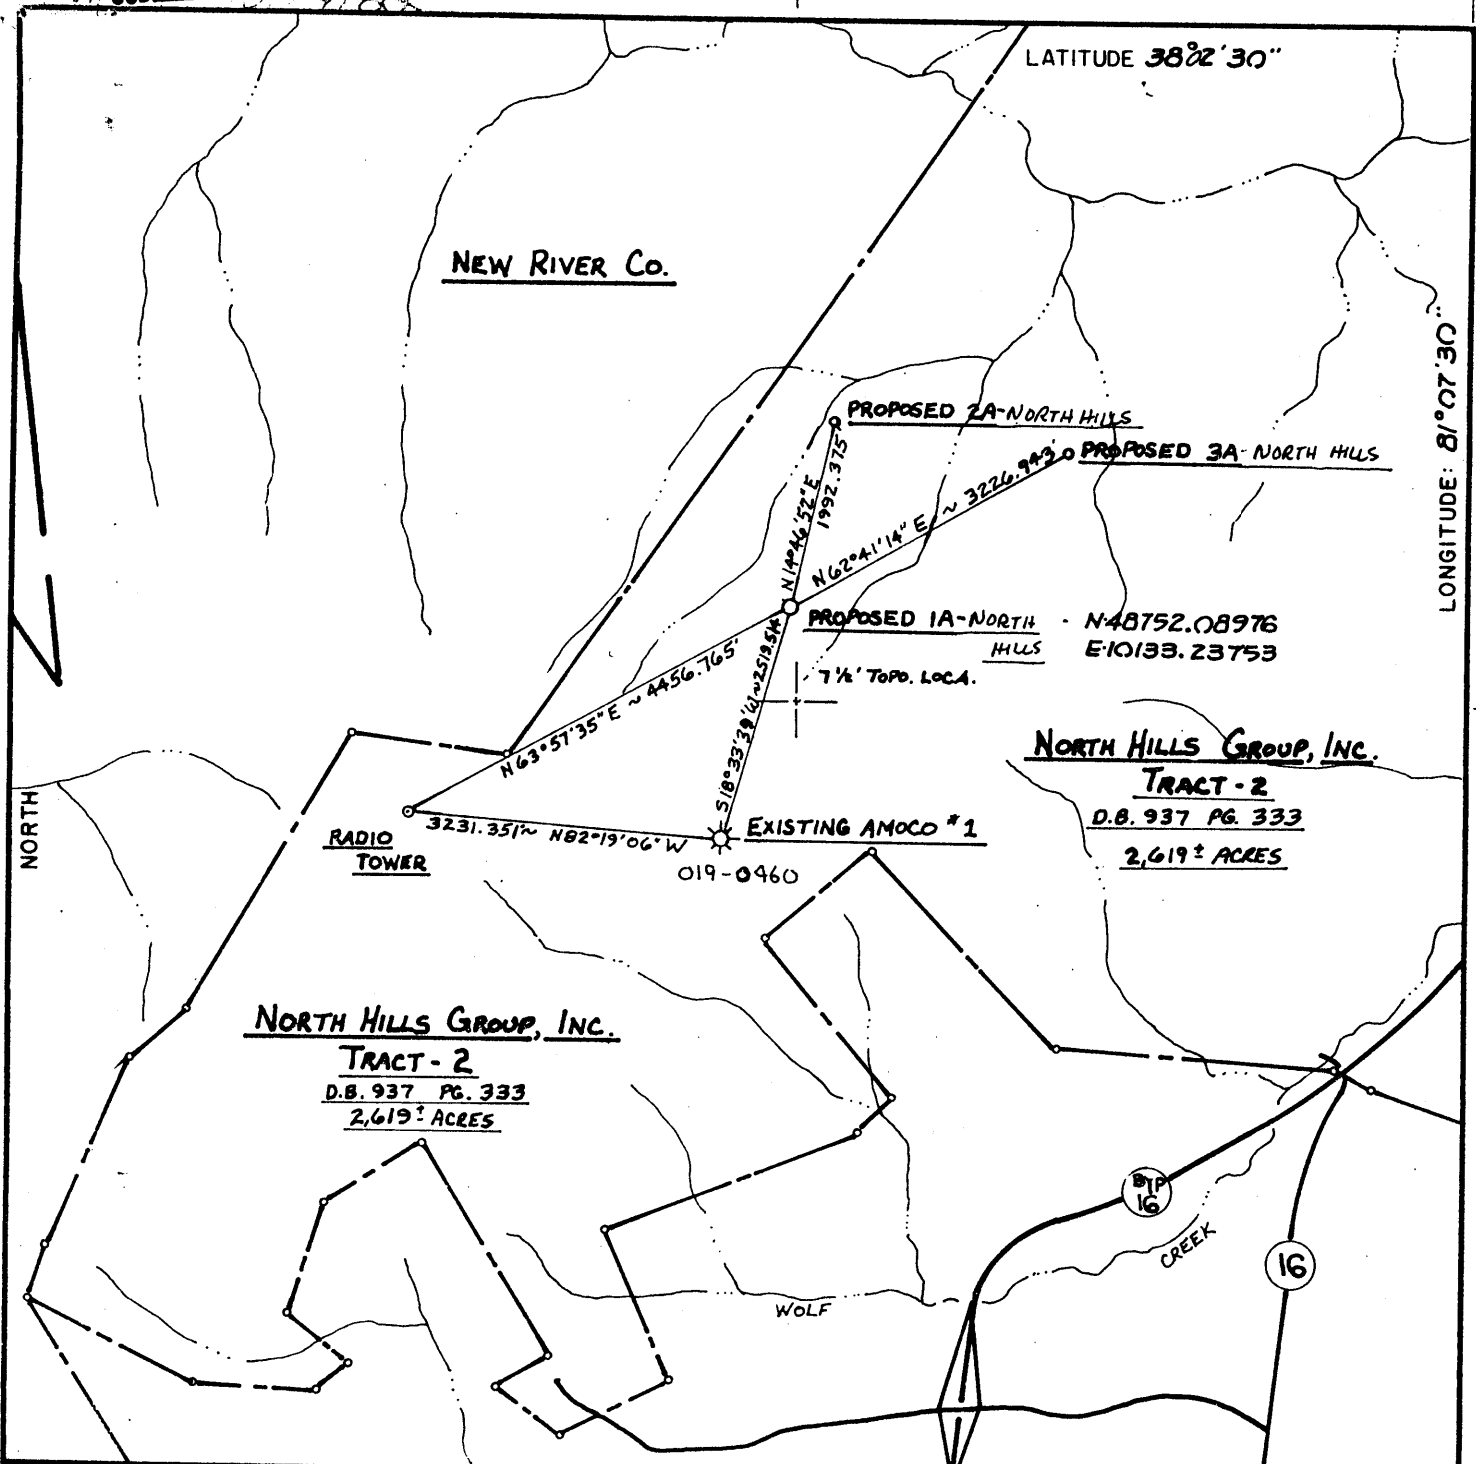 LATITUDE 38°02'30"
NEW RIVER CO.
LONGITUDE: 81°07'30"
PROPOSED 2A-NORTH HILLS
PROPOSED 3A-NORTH HILLS
N14°46'52"E
1992.375'
N62°41'14"E ~ 3226.943'
PROPOSED 1A-NORTH HILLS
N-48752.08976
E-10133.23753
7½' TOPO. LOCA.
N63°57'35"E ~ 4456.765'
S18°33'39"W~2519.514
NORTH HILLS GROUP, INC.
TRACT-2
D.B. 937 PG. 333
2,619± ACRES
NORTH
RADIO
TOWER
3231.351'~ N82°19'06"W
EXISTING AMOCO #1
019-0460
NORTH HILLS GROUP, INC.
TRACT-2
D.B. 937 PG. 333
2,619± ACRES
BYP
16
CREEK
16
WOLF